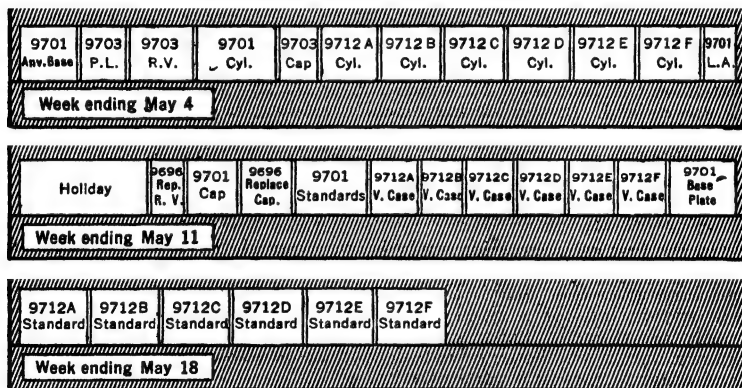 9701
Anv. Base
9703
P.L.
9703
R.V.
9701
Cyl.
9703
Cap
9712 A
Cyl.
9712 B
Cyl.
9712 C
Cyl.
9712 D
Cyl.
9712 E
Cyl.
9712 F
Cyl.
9701
L.A.
Week ending May 4
Holiday
9696
Rep.
R. V.
9701
Cap
9696
Replace
Cap.
9701
Standards
9712A
V. Case
9712B
V. Case
9712C
V. Case
9712D
V. Case
9712E
V. Case
9712F
V. Case
9701
Base
Plate
Week ending May 11
9712A
Standard
9712B
Standard
9712C
Standard
9712D
Standard
9712E
Standard
9712F
Standard
Week ending May 18